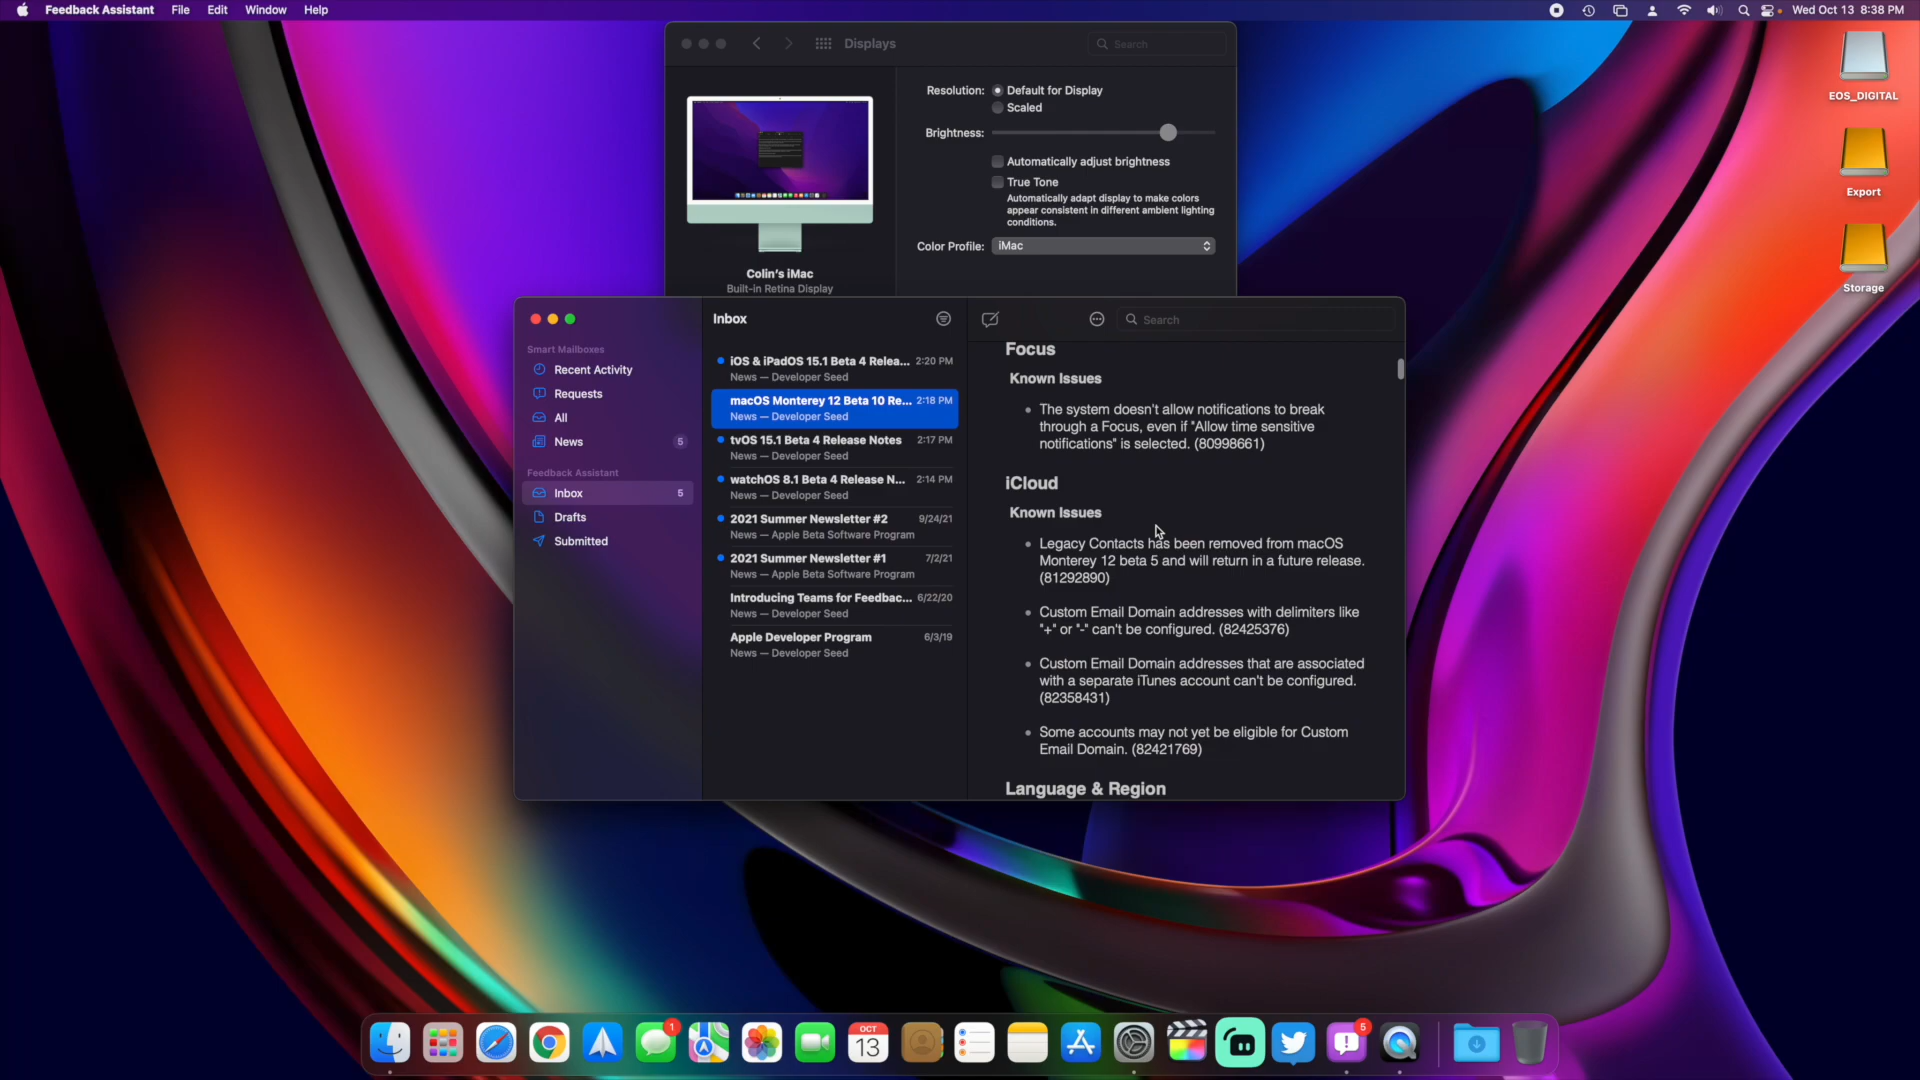 Feedback Assistant File Edit Window Help
Wed Oct 13 8:38 PM
Displays
Search
Resolution: Default for Display
Scaled
Brightness:
Automatically adjust brightness
True Tone
Automatically adapt display to make colors
appear consistent in different ambient lighting
conditions.
Color Profile: iMac
Colin's iMac
Built-in Retina Display
EOS_DIGITAL
Export
Storage
Smart Mailboxes
Recent Activity
Requests
All
News 5
Feedback Assistant
Inbox 5
Drafts
Submitted
Inbox
iOS & iPadOS 15.1 Beta 4 Relea... 2:20 PM
News — Developer Seed
macOS Monterey 12 Beta 10 Re... 2:18 PM
News — Developer Seed
tvOS 15.1 Beta 4 Release Notes 2:17 PM
News — Developer Seed
watchOS 8.1 Beta 4 Release N... 2:14 PM
News — Developer Seed
2021 Summer Newsletter #2 9/24/21
News — Apple Beta Software Program
2021 Summer Newsletter #1 7/2/21
News — Apple Beta Software Program
Introducing Teams for Feedbac... 6/22/20
News — Developer Seed
Apple Developer Program 6/3/19
News — Developer Seed
Search
Focus
Known Issues
• The system doesn't allow notifications to break
through a Focus, even if "Allow time sensitive
notifications" is selected. (80998661)
iCloud
Known Issues
• Legacy Contacts has been removed from macOS
Monterey 12 beta 5 and will return in a future release.
(81292890)
• Custom Email Domain addresses with delimiters like
"+" or "-" can't be configured. (82425376)
• Custom Email Domain addresses that are associated
with a separate iTunes account can't be configured.
(82358431)
• Some accounts may not yet be eligible for Custom
Email Domain. (82421769)
Language & Region
1
OCT
13
5